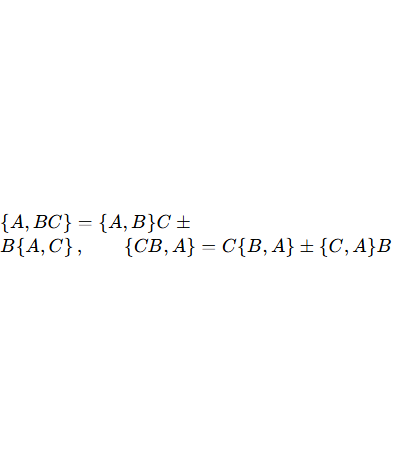 {A, BC} = {A, B}C ±
B{A, C} , {CB, A} = C{B, A} ± {C, A}B